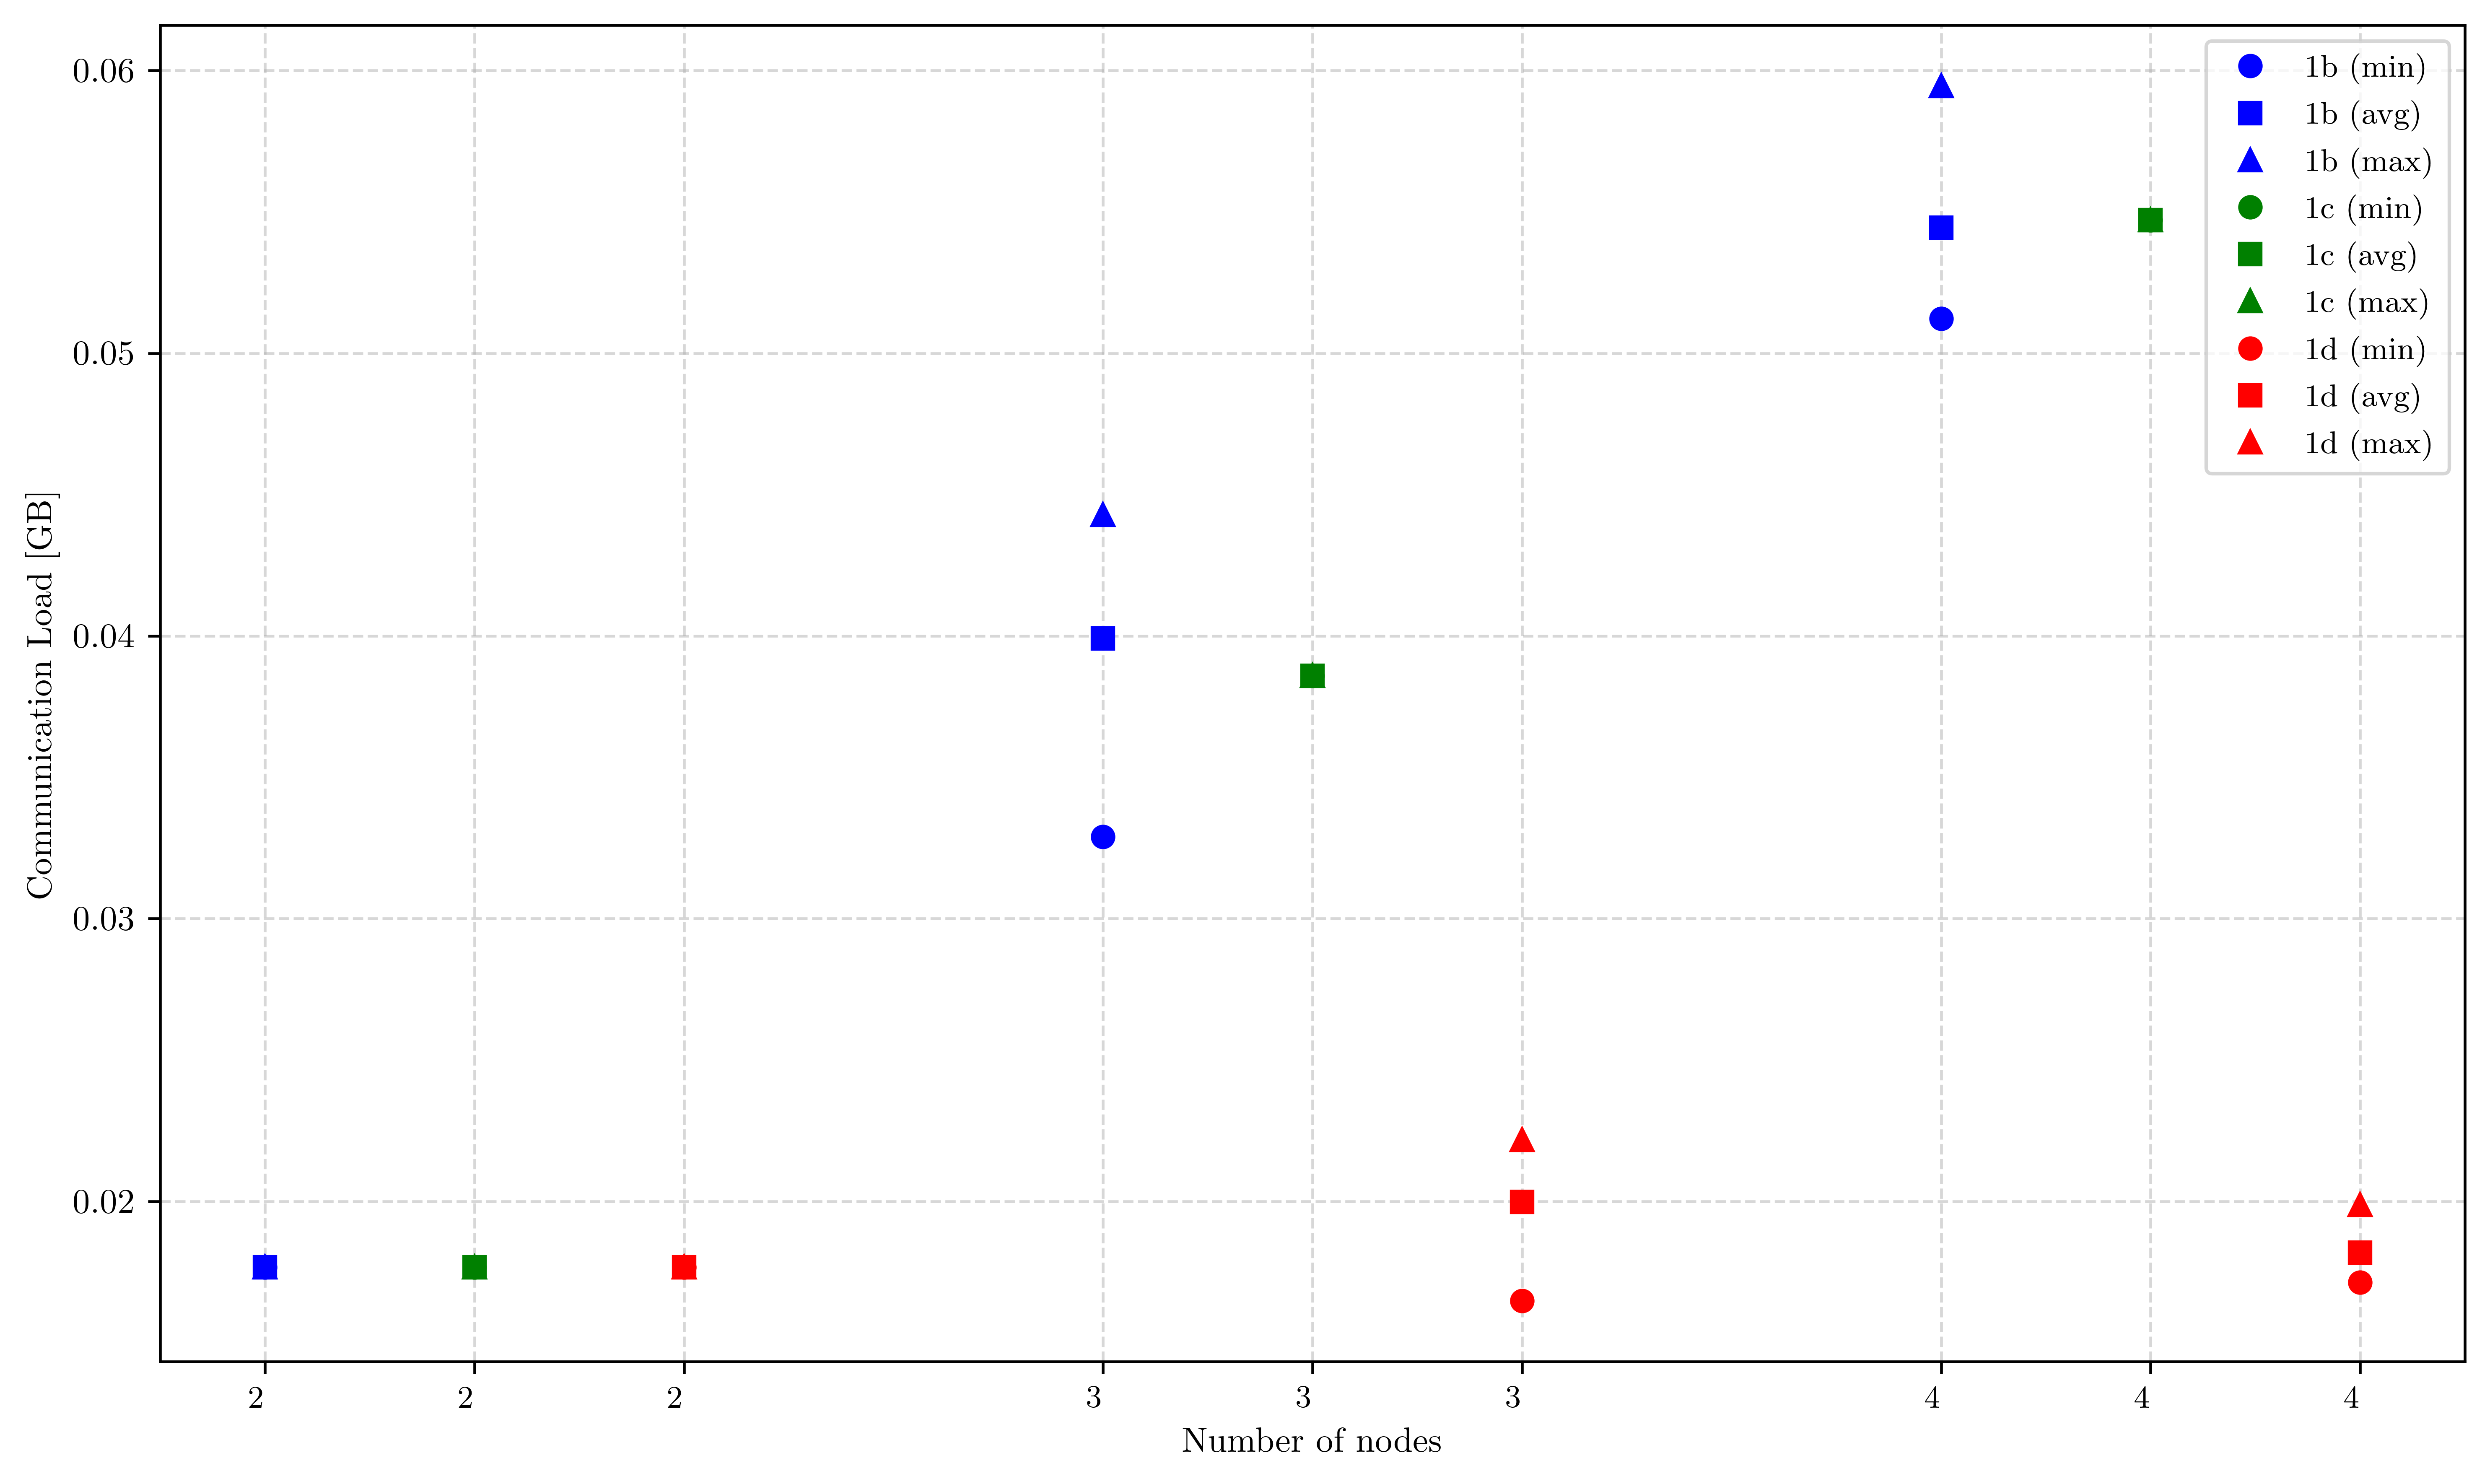 0.06
0.05
0.04
0.03
0.02
Communication Load [GB]
1b (min)
1b (avg)
1b (max)
1c (min)
1c (avg)
1c (max)
1d (min)
1d (avg)
1d (max)
2 2 2 3 3 3 4 4 4
Number of nodes